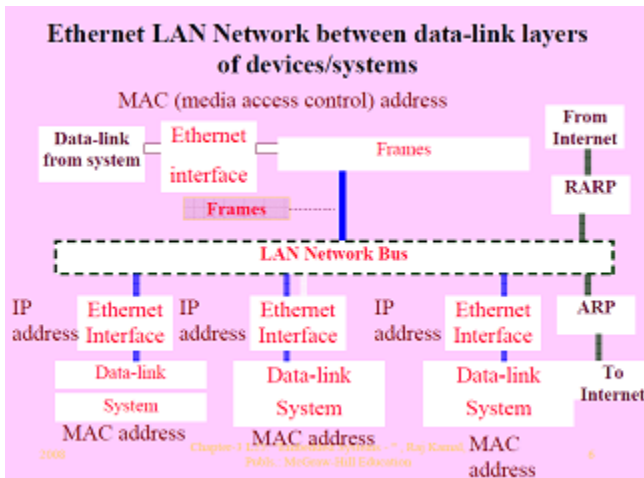 Ethernet LAN Network between data-link layers
of devices/systems
MAC (media access control) address
Data-link
from system
Ethernet
interface
Frames
From
Internet
RARP
Frames
LAN Network Bus
IP
address
Ethernet
Interface
IP
address
Ethernet
Interface
IP
address
Ethernet
Interface
ARP
Data-link
System
Data-link
System
Data-link
System
To
Internet
MAC address
MAC address
MAC
address
Raj Kamal,
Publs.: McGraw-Hill Education